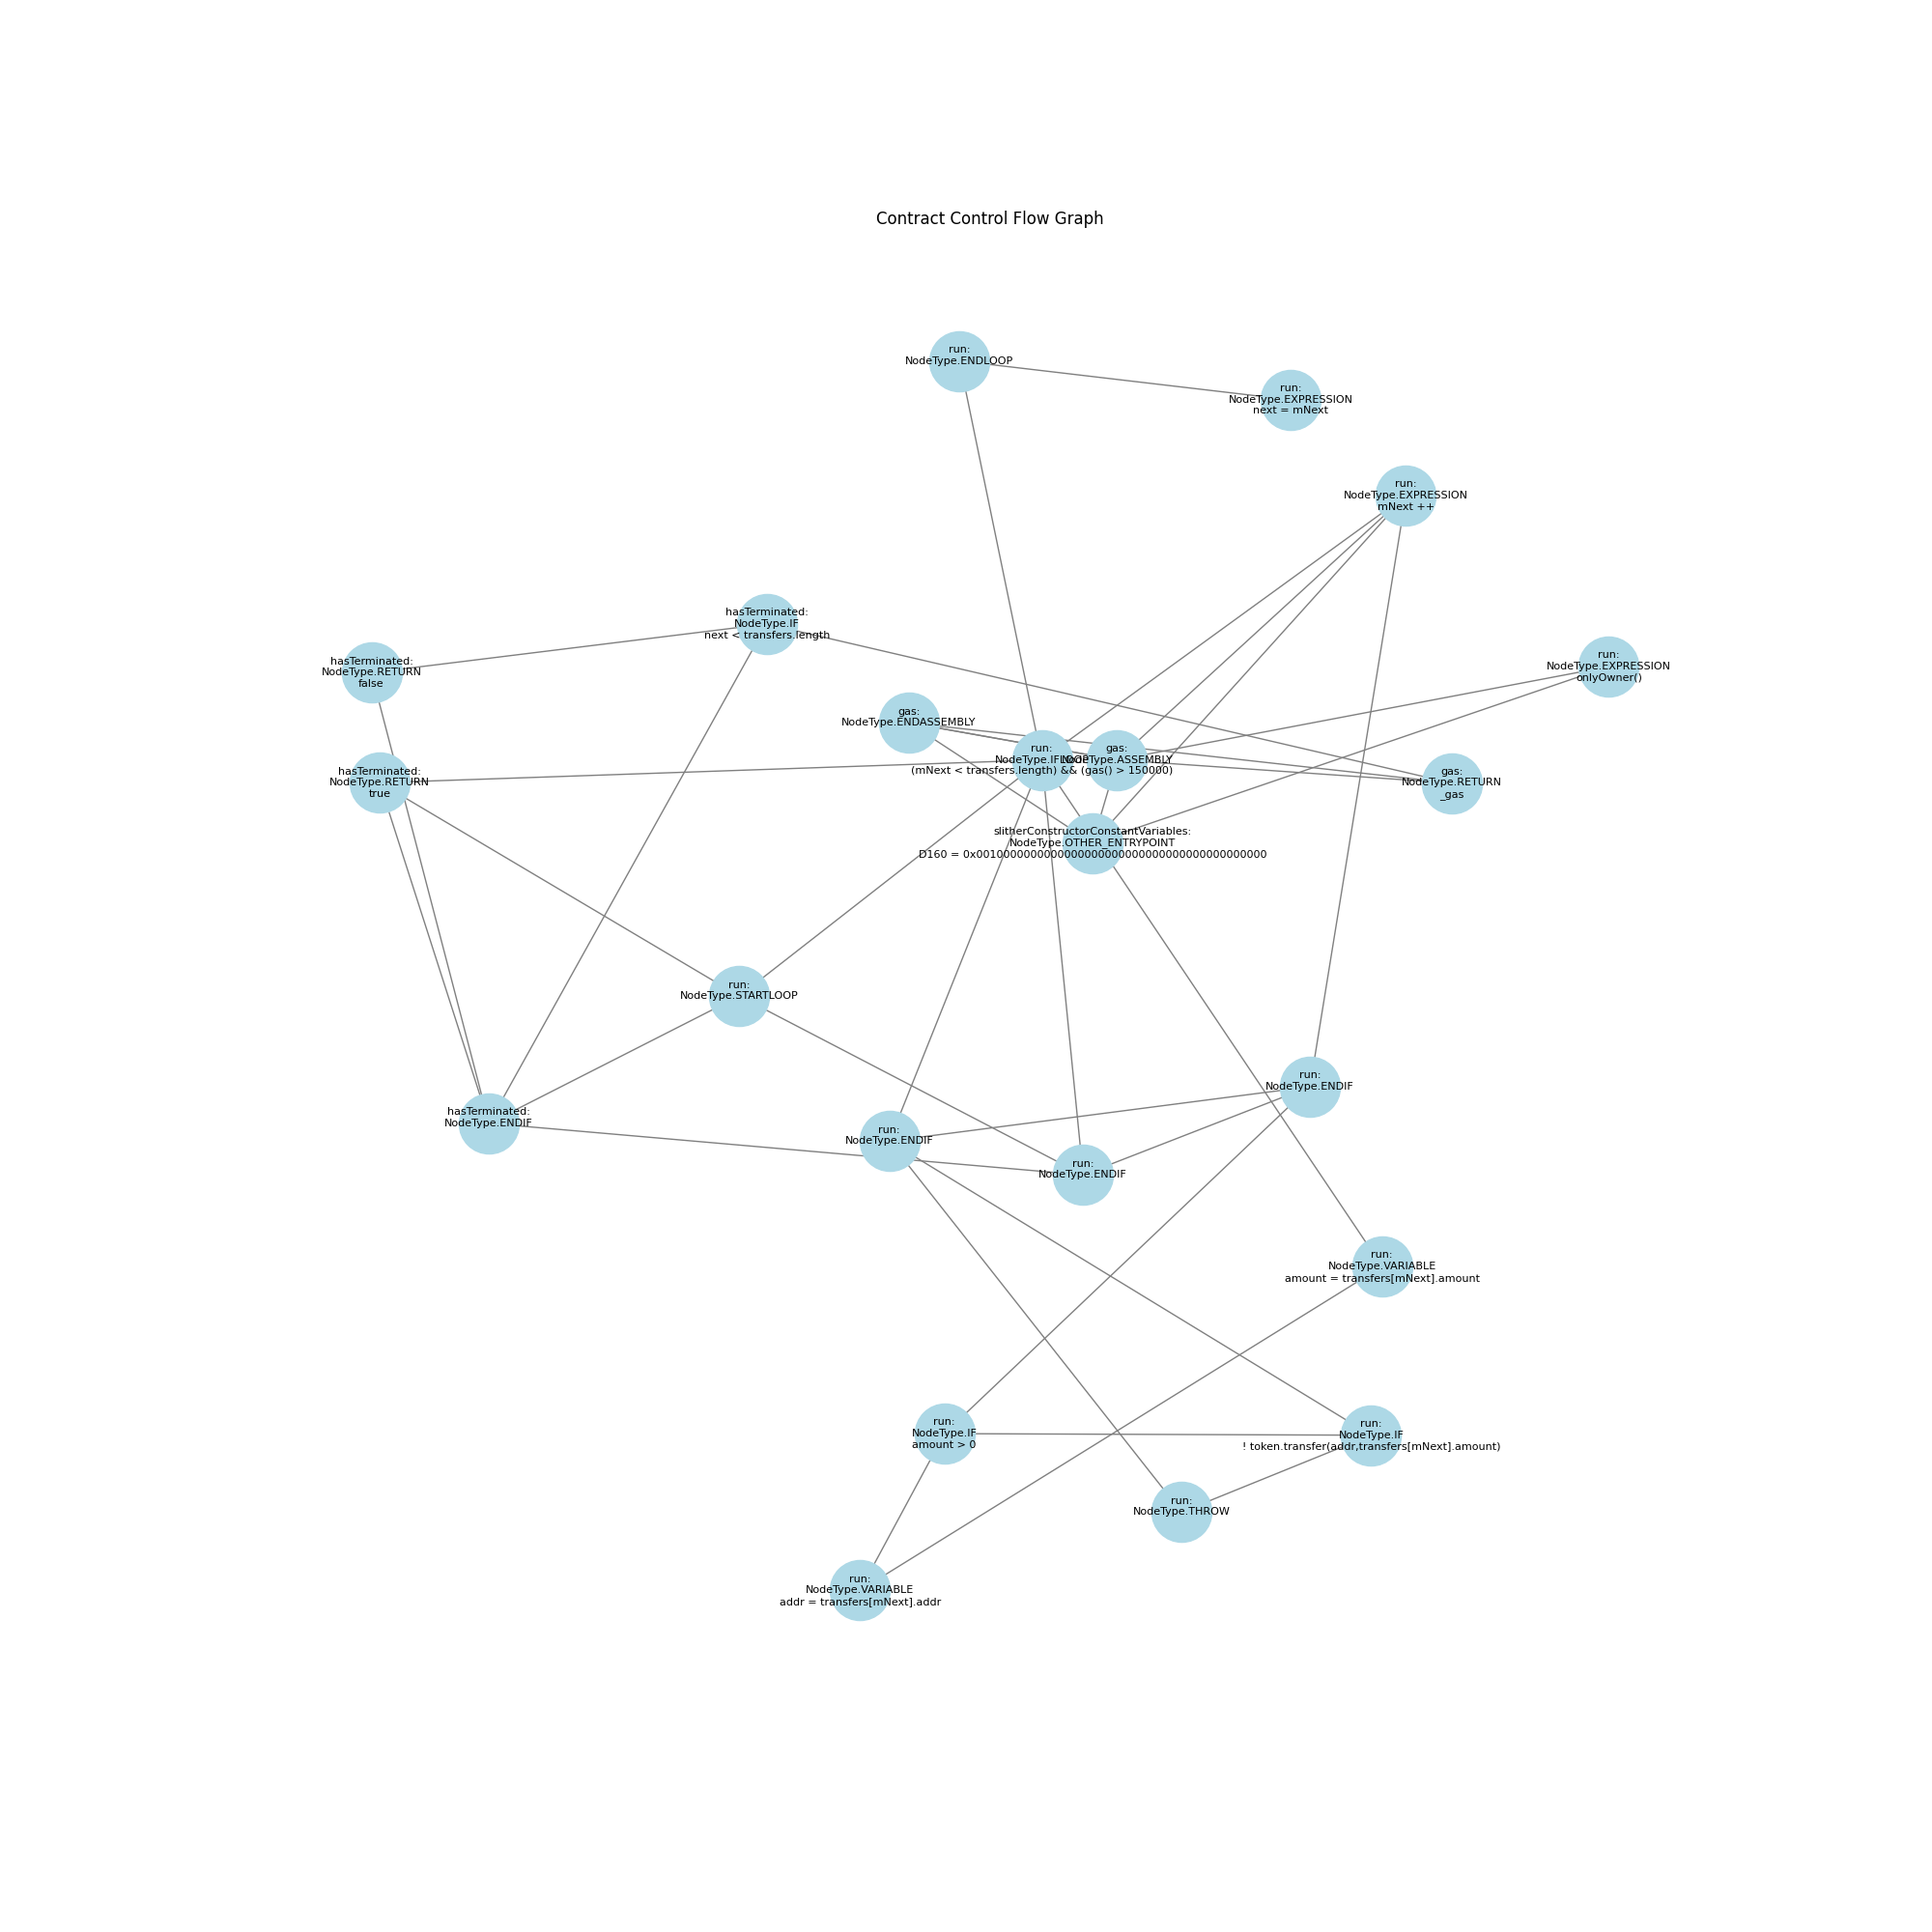 Contract Control Flow Graph
run:
NodeType.ENDLOOP
run:
NodeType.EXPRESSION
next = mNext
run:
NodeType.EXPRESSION
mNext ++
hasTerminated:
NodeType.IF
next < transfers.length
hasTerminated:
NodeType.RETURN
false
run:
NodeType.EXPRESSION
onlyOwner()
gas:
NodeType.ENDASSEMBLY
run:
NodeType.IFLOOP
(mNext < transfers.length) && (gas() > 150000)
gas:
NodeType.ASSEMBLY
hasTerminated:
NodeType.RETURN
true
gas:
NodeType.RETURN
_gas
slitherConstructorConstantVariables:
NodeType.OTHER_ENTRYPOINT
run:
NodeType.STARTLOOP
run:
NodeType.ENDIF
hasTerminated:
NodeType.ENDIF
run:
NodeType.ENDIF
run:
NodeType.ENDIF
run:
NodeType.VARIABLE
amount = transfers[mNext].amount
run:
NodeType.IF
amount > 0
run:
NodeType.IF
! token.transfer(addr,transfers[mNext].amount)
run:
NodeType.THROW
run:
NodeType.VARIABLE
addr = transfers[mNext].addr